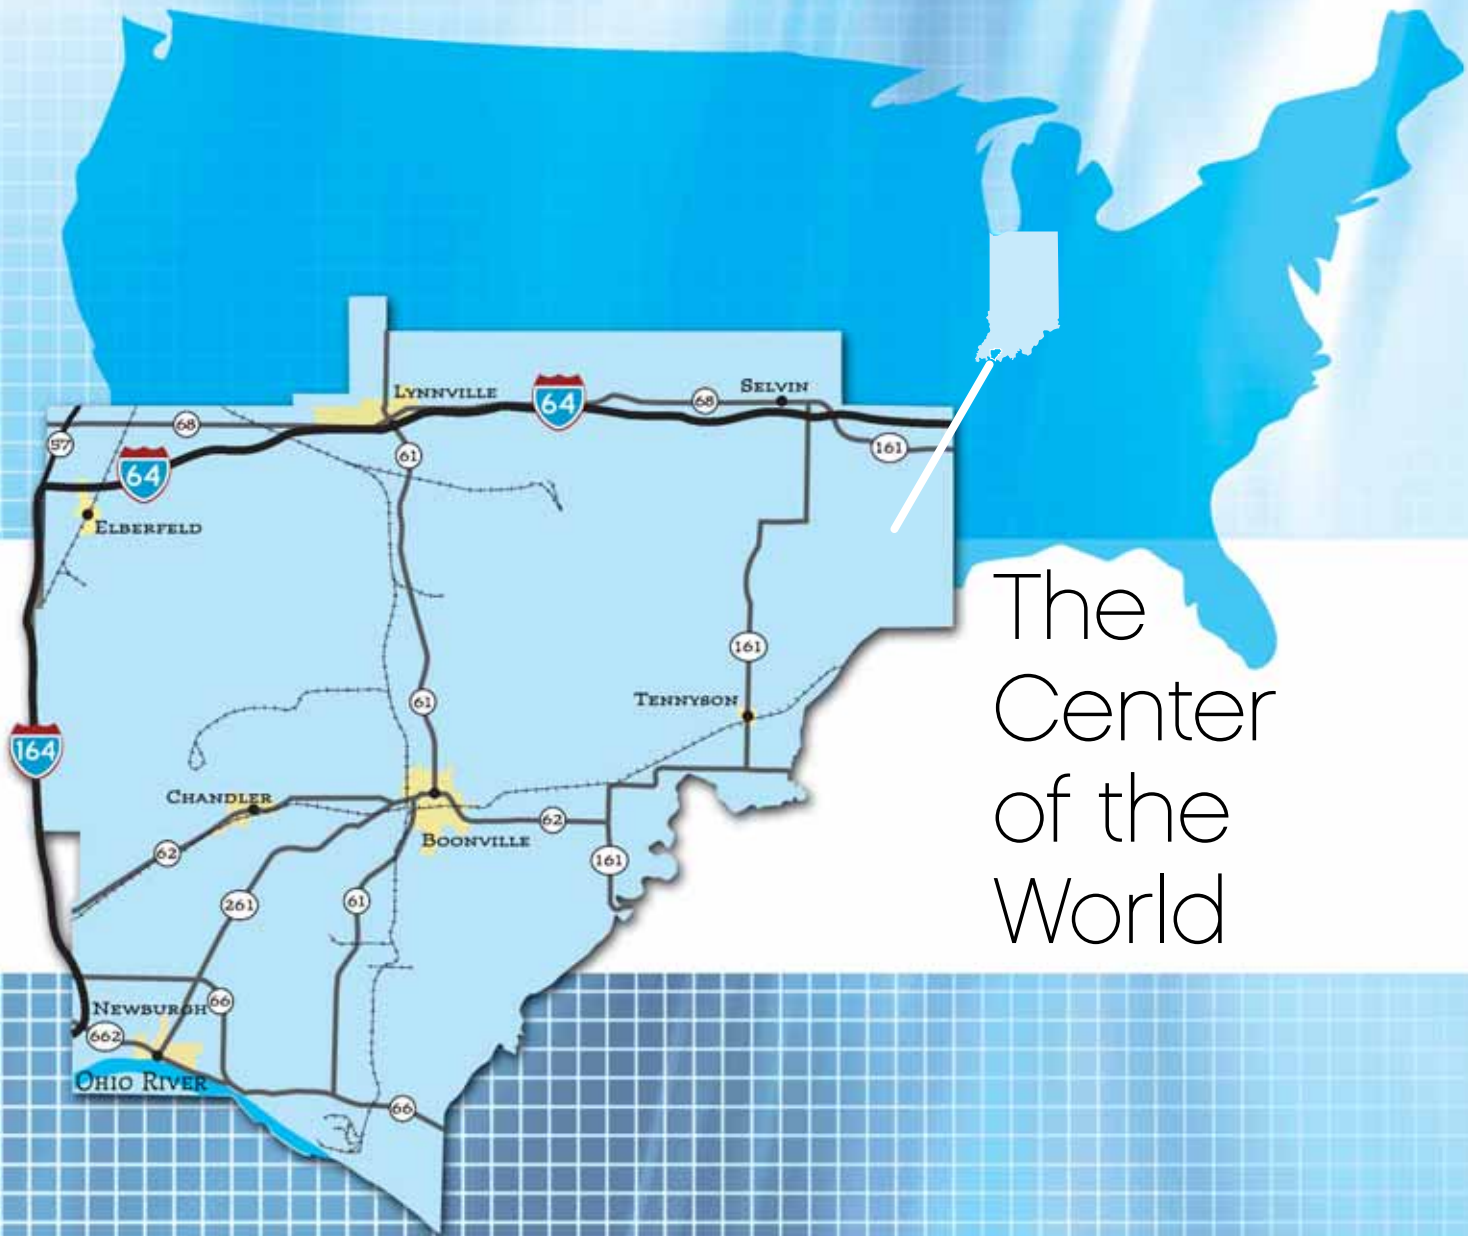 LYNNVILLE
64
68
SELVIN
68
57
61
161
64
ELBERFELD
161
61
TENNYSON
164
CHANDLER
62
BOONVILLE
62
161
261
61
NEWBURGH
66
662
OHIO RIVER
66
The
Center
of the
World